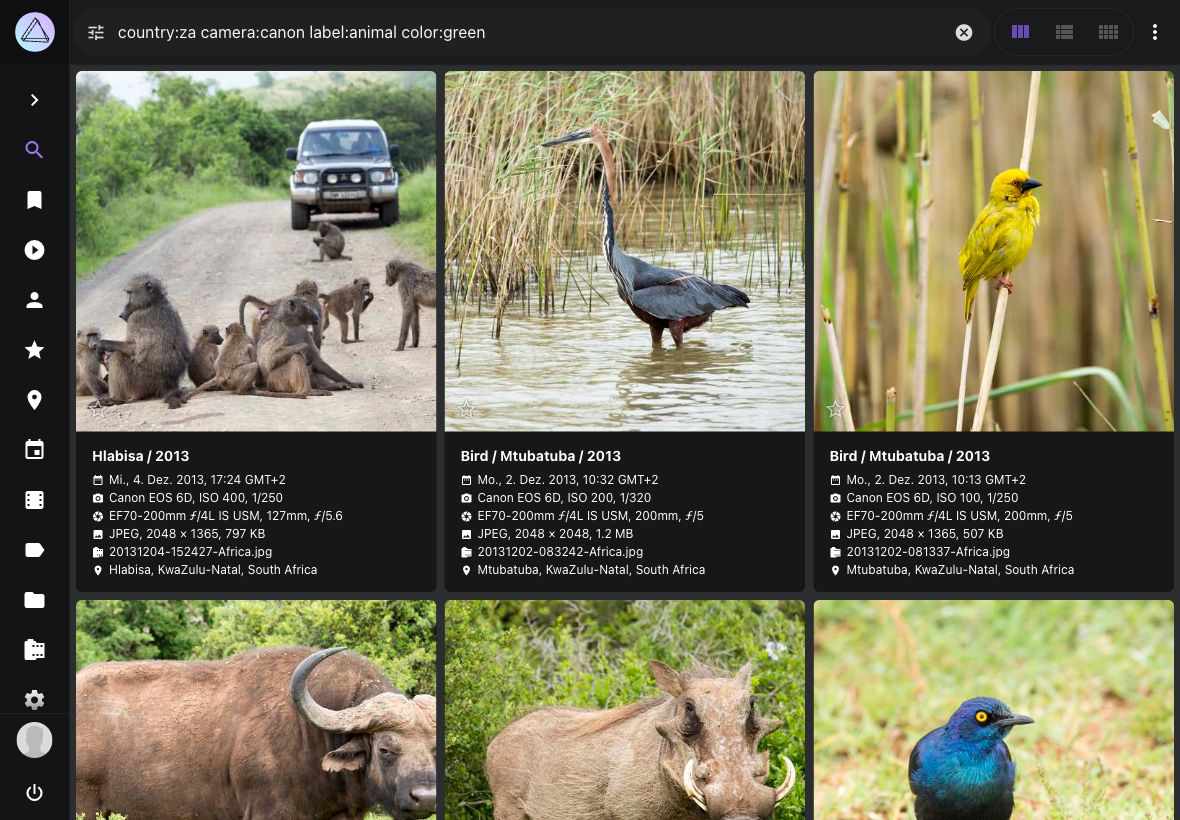 country:za camera:canon label:animal color:green
Hlabisa / 2013
Mi., 4. Dez. 2013, 17:24 GMT+2
Canon EOS 6D, ISO 400, 1/250
EF70-200mm ƒ/4L IS USM, 127mm, ƒ/5.6
JPEG, 2048 × 1365, 797 KB
20131204-152427-Africa.jpg
Hlabisa, KwaZulu-Natal, South Africa
Bird / Mtubatuba / 2013
Mo., 2. Dez. 2013, 10:32 GMT+2
Canon EOS 6D, ISO 200, 1/320
EF70-200mm ƒ/4L IS USM, 200mm, ƒ/5
JPEG, 2048 × 2048, 1.2 MB
20131202-083242-Africa.jpg
Mtubatuba, KwaZulu-Natal, South Africa
Bird / Mtubatuba / 2013
Mo., 2. Dez. 2013, 10:13 GMT+2
Canon EOS 6D, ISO 100, 1/250
EF70-200mm ƒ/4L IS USM, 200mm, ƒ/5
JPEG, 2048 × 1365, 507 KB
20131202-081337-Africa.jpg
Mtubatuba, KwaZulu-Natal, South Africa